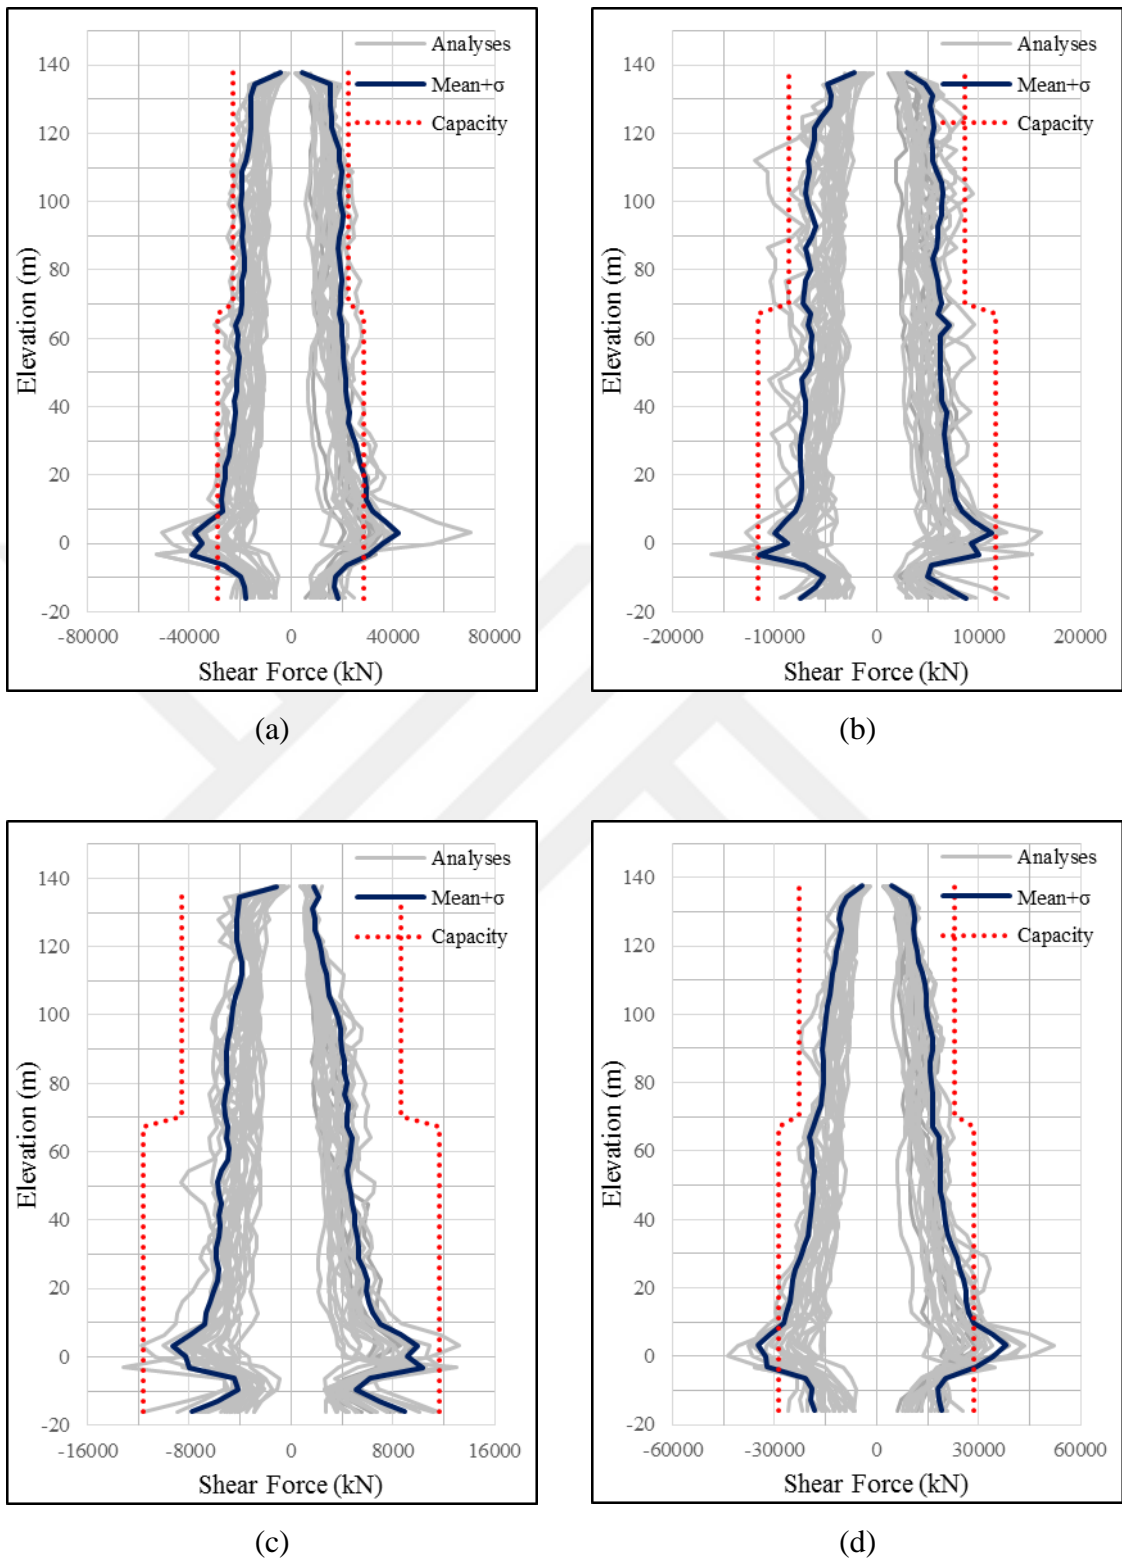 Analyses
Mean+σ
Capacity
140
120
100
80
60
40
20
0
-20
Elevation (m)
-80000 -40000 0 40000 80000
Shear Force (kN)
(a)
Analyses
Mean+σ
Capacity
140
120
100
80
60
40
20
0
-20
Elevation (m)
-20000 -10000 0 10000 20000
Shear Force (kN)
(b)
Analyses
Mean+σ
Capacity
140
120
100
80
60
40
20
0
-20
Elevation (m)
-16000 -8000 0 8000 16000
Shear Force (kN)
(c)
Analyses
Mean+σ
Capacity
140
120
100
80
60
40
20
0
-20
Elevation (m)
-60000 -30000 0 30000 60000
Shear Force (kN)
(d)